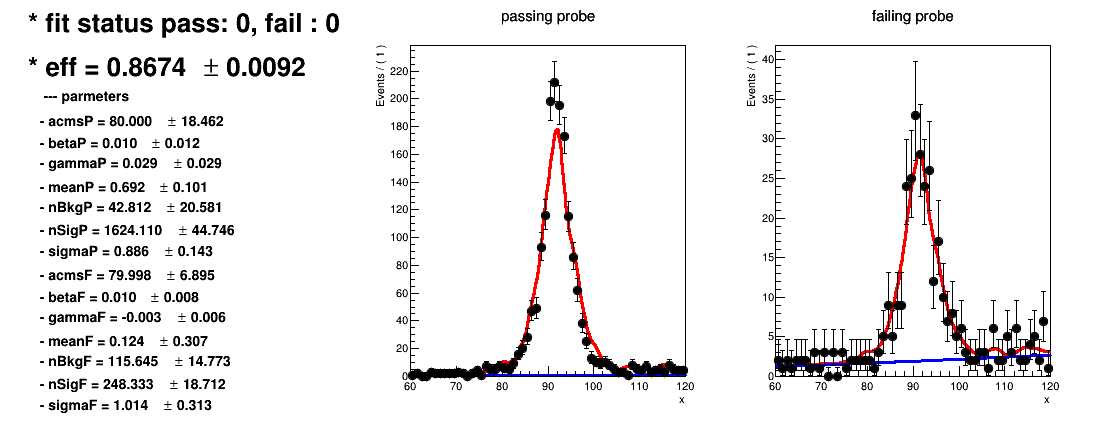 * fit status pass: 0, fail : 0
* eff = 0.8674 ± 0.0092
--- parmeters
- acmsP = 80.000 ± 18.462
- betaP = 0.010 ± 0.012
- gammaP = 0.029 ± 0.029
- meanP = 0.692 ± 0.101
- nBkgP = 42.812 ± 20.581
- nSigP = 1624.110 ± 44.746
- sigmaP = 0.886 ± 0.143
- acmsF = 79.998 ± 6.895
- betaF = 0.010 ± 0.008
- gammaF = -0.003 ± 0.006
- meanF = 0.124 ± 0.307
- nBkgF = 115.645 ± 14.773
- nSigF = 248.333 ± 18.712
- sigmaF = 1.014 ± 0.313
passing probe
Events / ( 1 )
220
200
180
160
140
120
100
80
60
40
20
0
60 70 80 90 100 110 120
x
failing probe
Events / ( 1 )
40
35
30
25
20
15
10
5
0
60 70 80 90 100 110 120
x